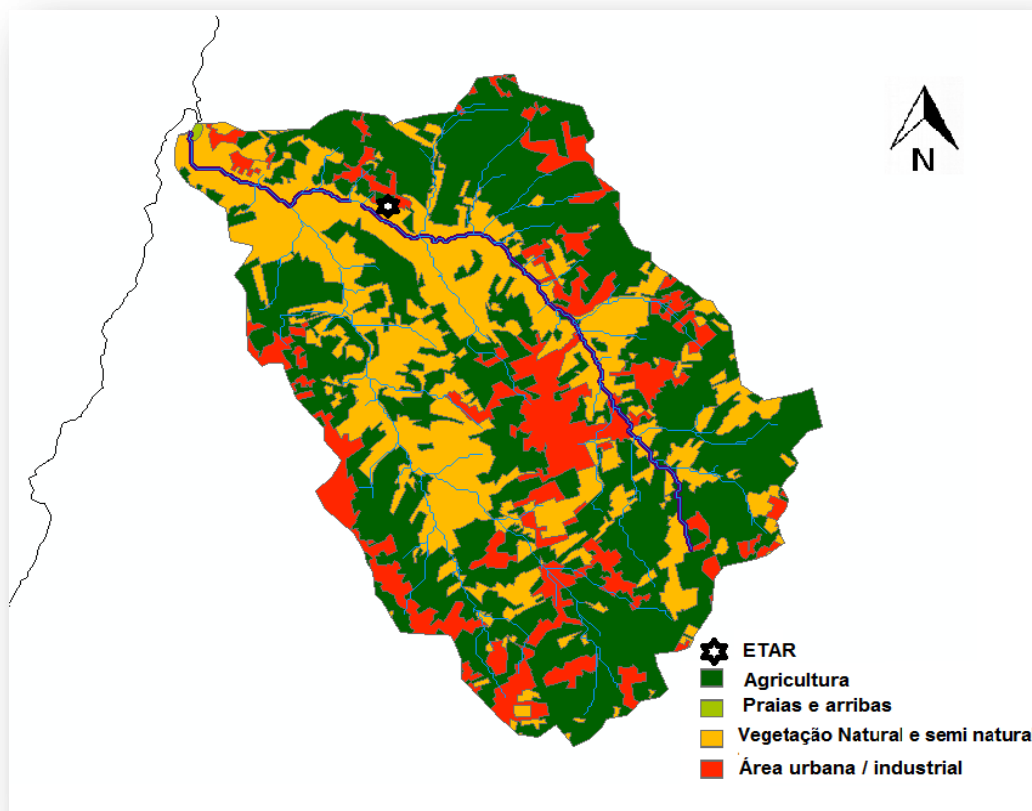 N
ETAR
Agricultura
Praias e arribas
Vegetação Natural e semi natura
Área urbana / industrial